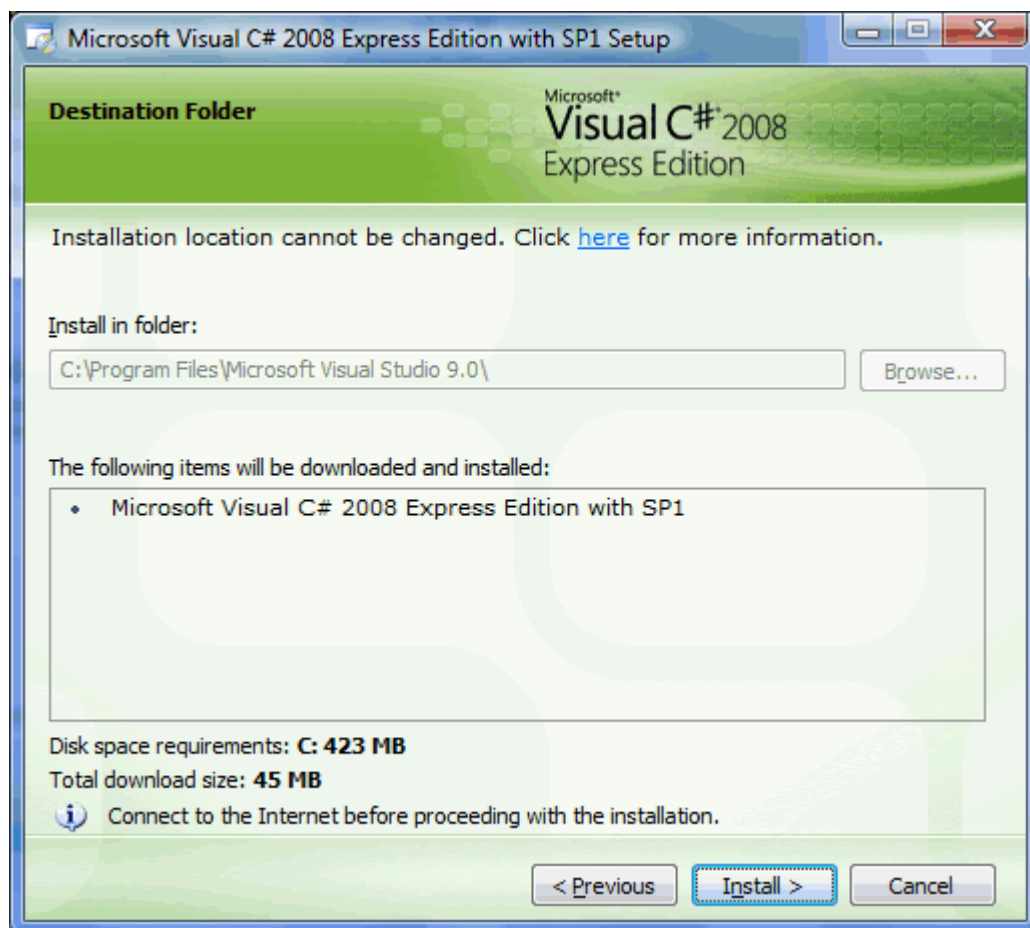 Microsoft Visual C# 2008 Express Edition with SP1 Setup
Destination Folder
Microsoft®
Visual C#® 2008
Express Edition
Installation location cannot be changed. Click here for more information.
Install in folder:
C:\Program Files\Microsoft Visual Studio 9.0\
Browse...
The following items will be downloaded and installed:
• Microsoft Visual C# 2008 Express Edition with SP1
Disk space requirements: C: 423 MB
Total download size: 45 MB
Connect to the Internet before proceeding with the installation.
< Previous
Install >
Cancel